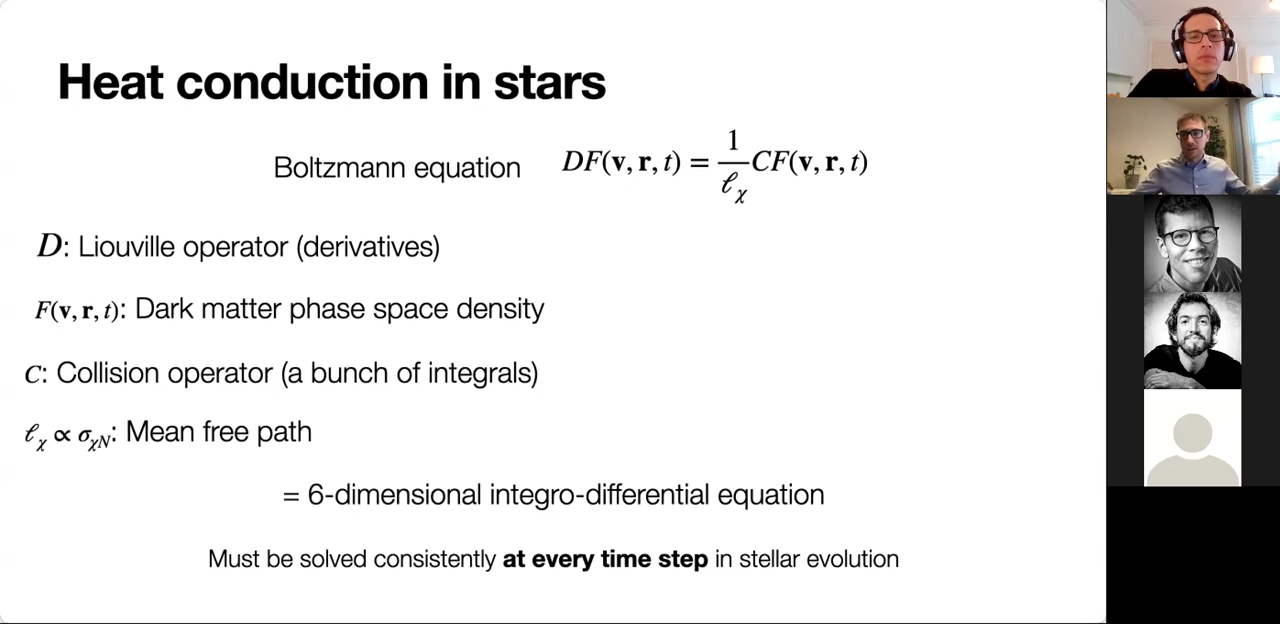 Heat conduction in stars
Boltzmann equation DF(v, r, t) = 1/ℓ_χ CF(v, r, t)
D: Liouville operator (derivatives)
F(v, r, t): Dark matter phase space density
C: Collision operator (a bunch of integrals)
ℓ_χ ∝ σ_χN: Mean free path
= 6-dimensional integro-differential equation
Must be solved consistently at every time step in stellar evolution